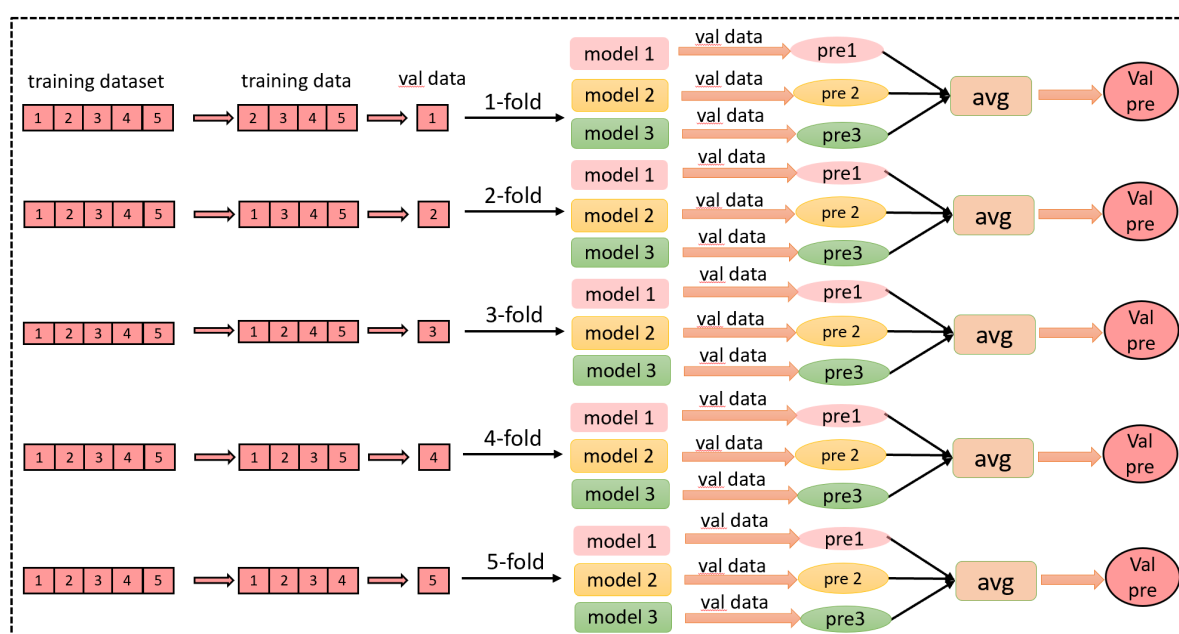 training dataset
training data
val data
1 2 3 4 5
2 3 4 5
1
1-fold
model 1
val data
pre1
model 2
val data
pre 2
model 3
val data
pre3
avg
Val
pre
1 2 3 4 5
1 3 4 5
2
2-fold
model 1
val data
pre1
model 2
val data
pre 2
model 3
val data
pre3
avg
Val
pre
1 2 3 4 5
1 2 4 5
3
3-fold
model 1
val data
pre1
model 2
val data
pre 2
model 3
val data
pre3
avg
Val
pre
1 2 3 4 5
1 2 3 5
4
4-fold
model 1
val data
pre1
model 2
val data
pre 2
model 3
val data
pre3
avg
Val
pre
1 2 3 4 5
1 2 3 4
5
5-fold
model 1
val data
pre1
model 2
val data
pre 2
model 3
val data
pre3
avg
Val
pre